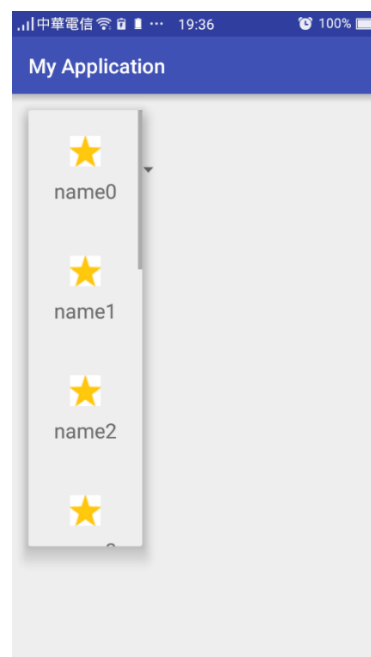 中華電信 ··· 19:36 100%
My Application
name0
name1
name2